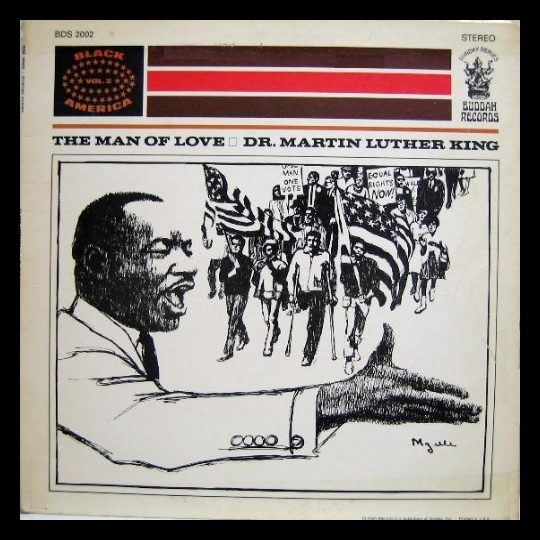 BDS 2002
STEREO
BLACK
VOL. 2
AMERICA
SUNDAY SERIES
BUDDAH
RECORDS
THE MAN OF LOVE □ DR. MARTIN LUTHER KING
ONE
MAN
ONE
VOTE
EQUAL
RIGHTS
NOW